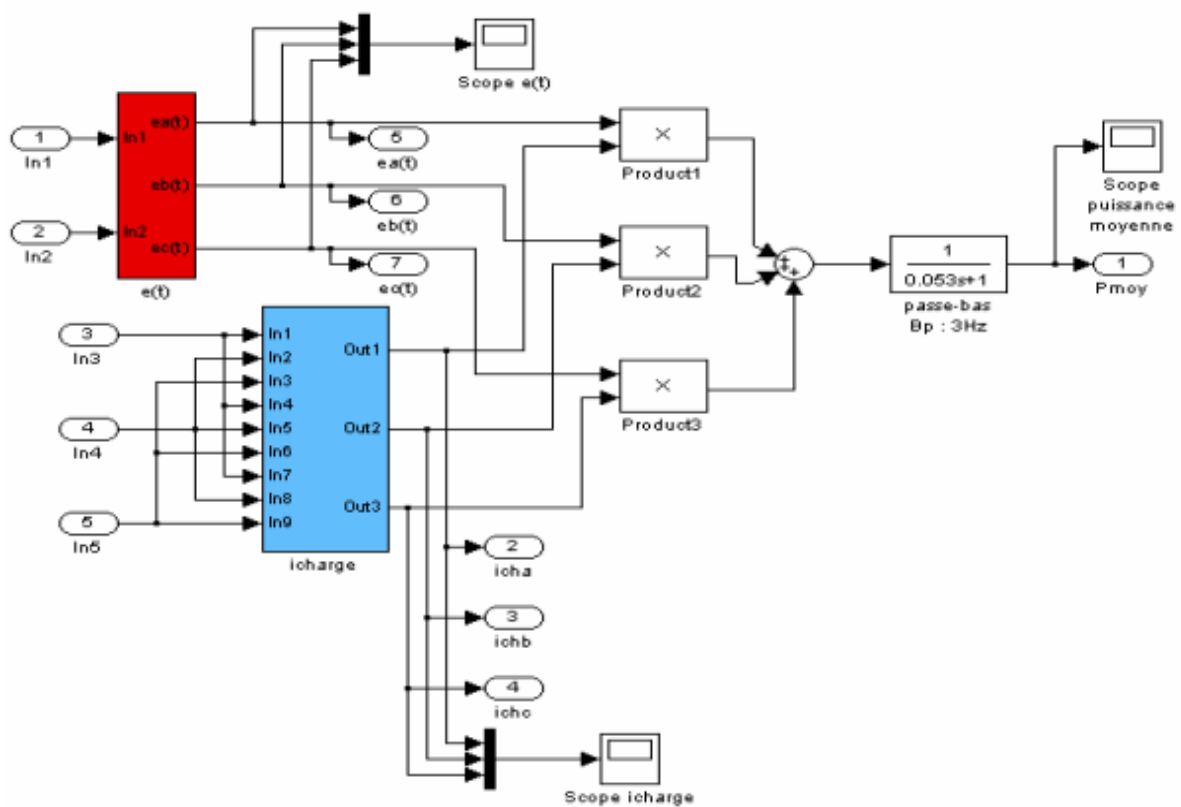 Scope e(t)
1
In1
2
In2
In1
In2
ea(t)
eb(t)
ec(t)
e(t)
5
ea(t)
6
eb(t)
7
ec(t)
3
In3
4
In4
5
In5
In1
In2
In3
In4
In5
In6
In7
In8
In9
Out1
Out2
Out3
icharge
×
Product1
×
Product2
×
Product3
+
+
+
1
0.053s+1
passe-bas
Bp : 3Hz
Scope
puissance
moyenne
1
Pmoy
2
icha
3
ichb
4
ichc
Scope icharge